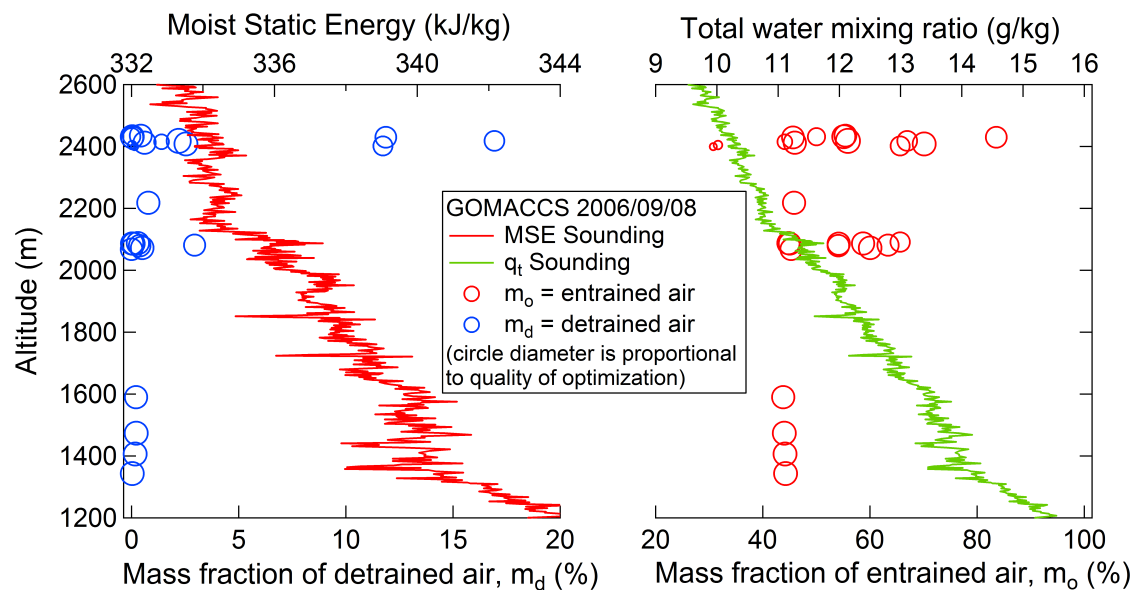 Moist Static Energy (kJ/kg)
332 336 340 344
Total water mixing ratio (g/kg)
9 10 11 12 13 14 15 16
2600
2400
2200
2000
1800
1600
1400
1200
Altitude (m)
GOMACCS 2006/09/08
MSE Sounding
qt Sounding
mo = entrained air
md = detrained air
(circle diameter is proportional
to quality of optimization)
0 5 10 15 20
Mass fraction of detrained air, md (%)
20 40 60 80 100
Mass fraction of entrained air, mo (%)